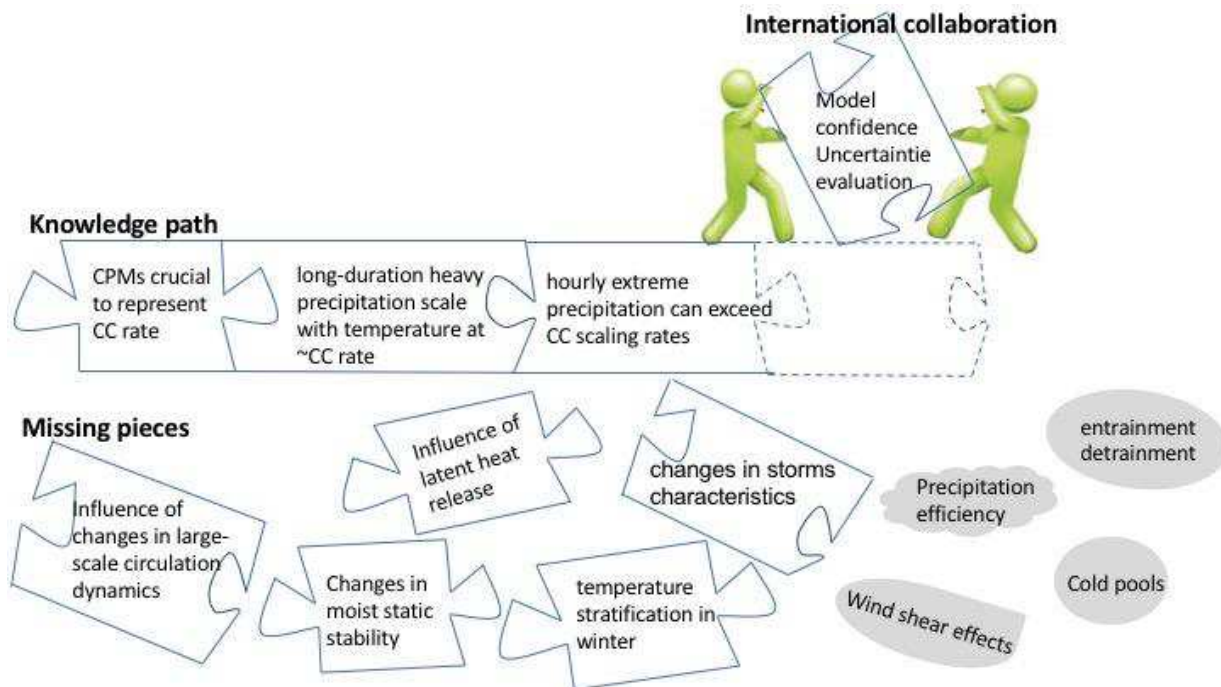 International collaboration
Model
confidence
Uncertaintie
evaluation
Knowledge path
CPMs crucial
to represent
CC rate
long-duration heavy
precipitation scale
with temperature at
~CC rate
hourly extreme
precipitation can exceed
CC scaling rates
Missing pieces
Influence of
changes in large-
scale circulation
dynamics
Influence of
latent heat
release
Changes in
moist static
stability
changes in storms
characteristics
temperature
stratification in
winter
entrainment
detrainment
Precipitation
efficiency
Cold pools
Wind shear effects